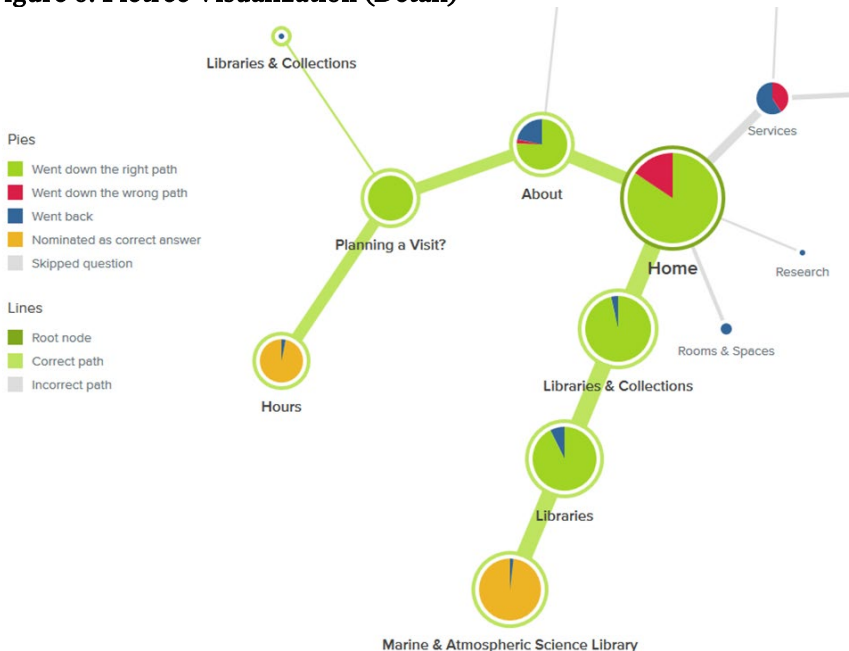 Libraries & Collections
Services
Pies
Went down the right path
Went down the wrong path
Went back
Nominated as correct answer
Skipped question
About
Planning a Visit?
Home
Research
Lines
Root node
Correct path
Incorrect path
Rooms & Spaces
Libraries & Collections
Hours
Libraries
Marine & Atmospheric Science Library